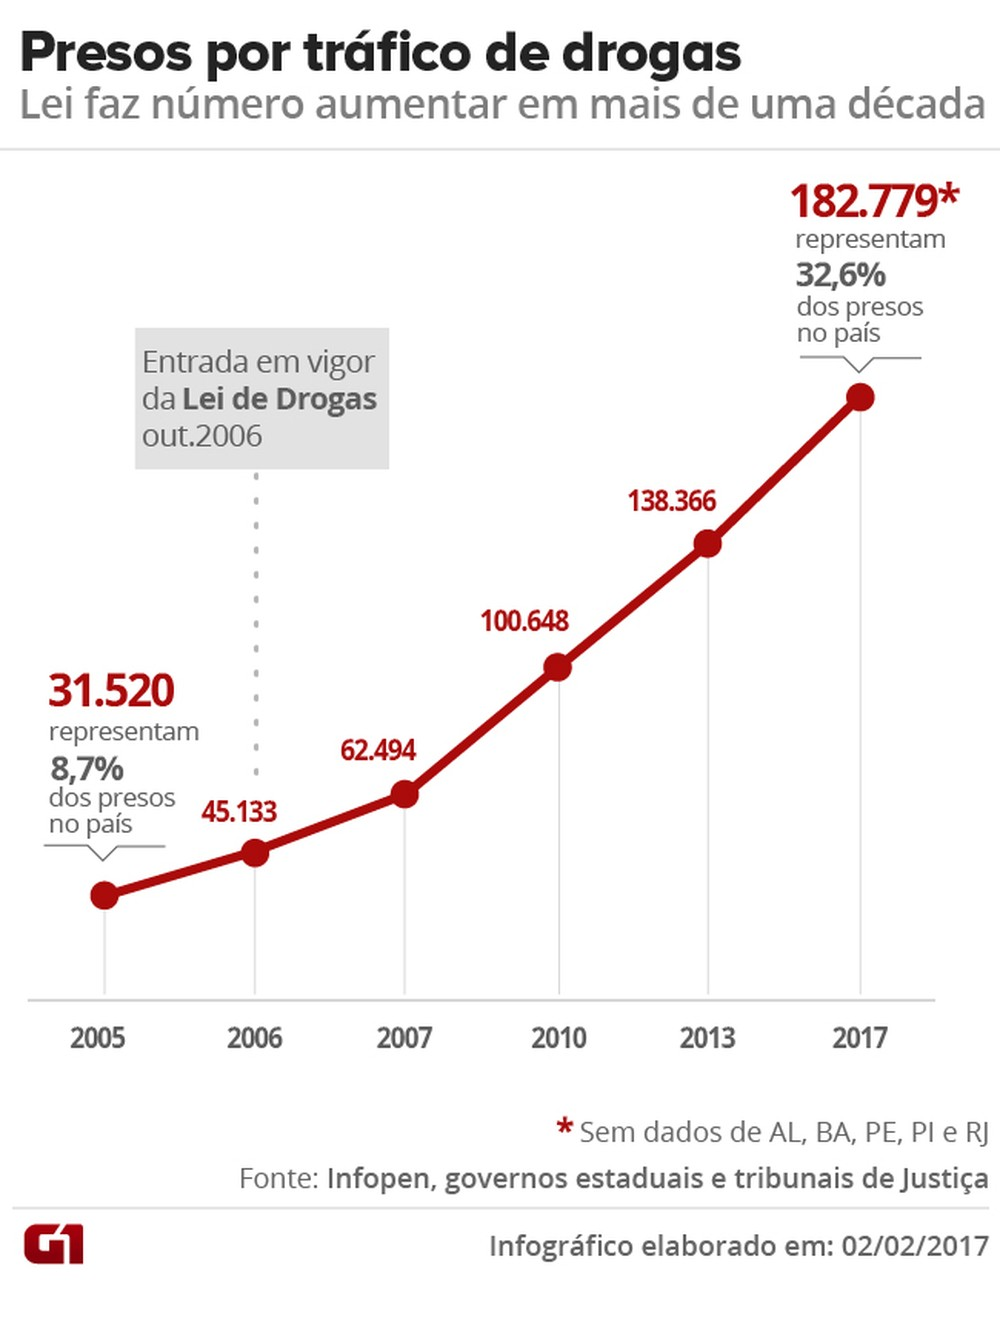 Presos por tráfico de drogas
Lei faz número aumentar em mais de uma década
182.779*
representam
32,6%
dos presos
no país
Entrada em vigor
da Lei de Drogas
out.2006
138.366
100.648
31.520
representam
8,7%
dos presos
no país
62.494
45.133
2005 2006 2007 2010 2013 2017
* Sem dados de AL, BA, PE, PI e RJ
Fonte: Infopen, governos estaduais e tribunais de Justiça
G1
Infográfico elaborado em: 02/02/2017